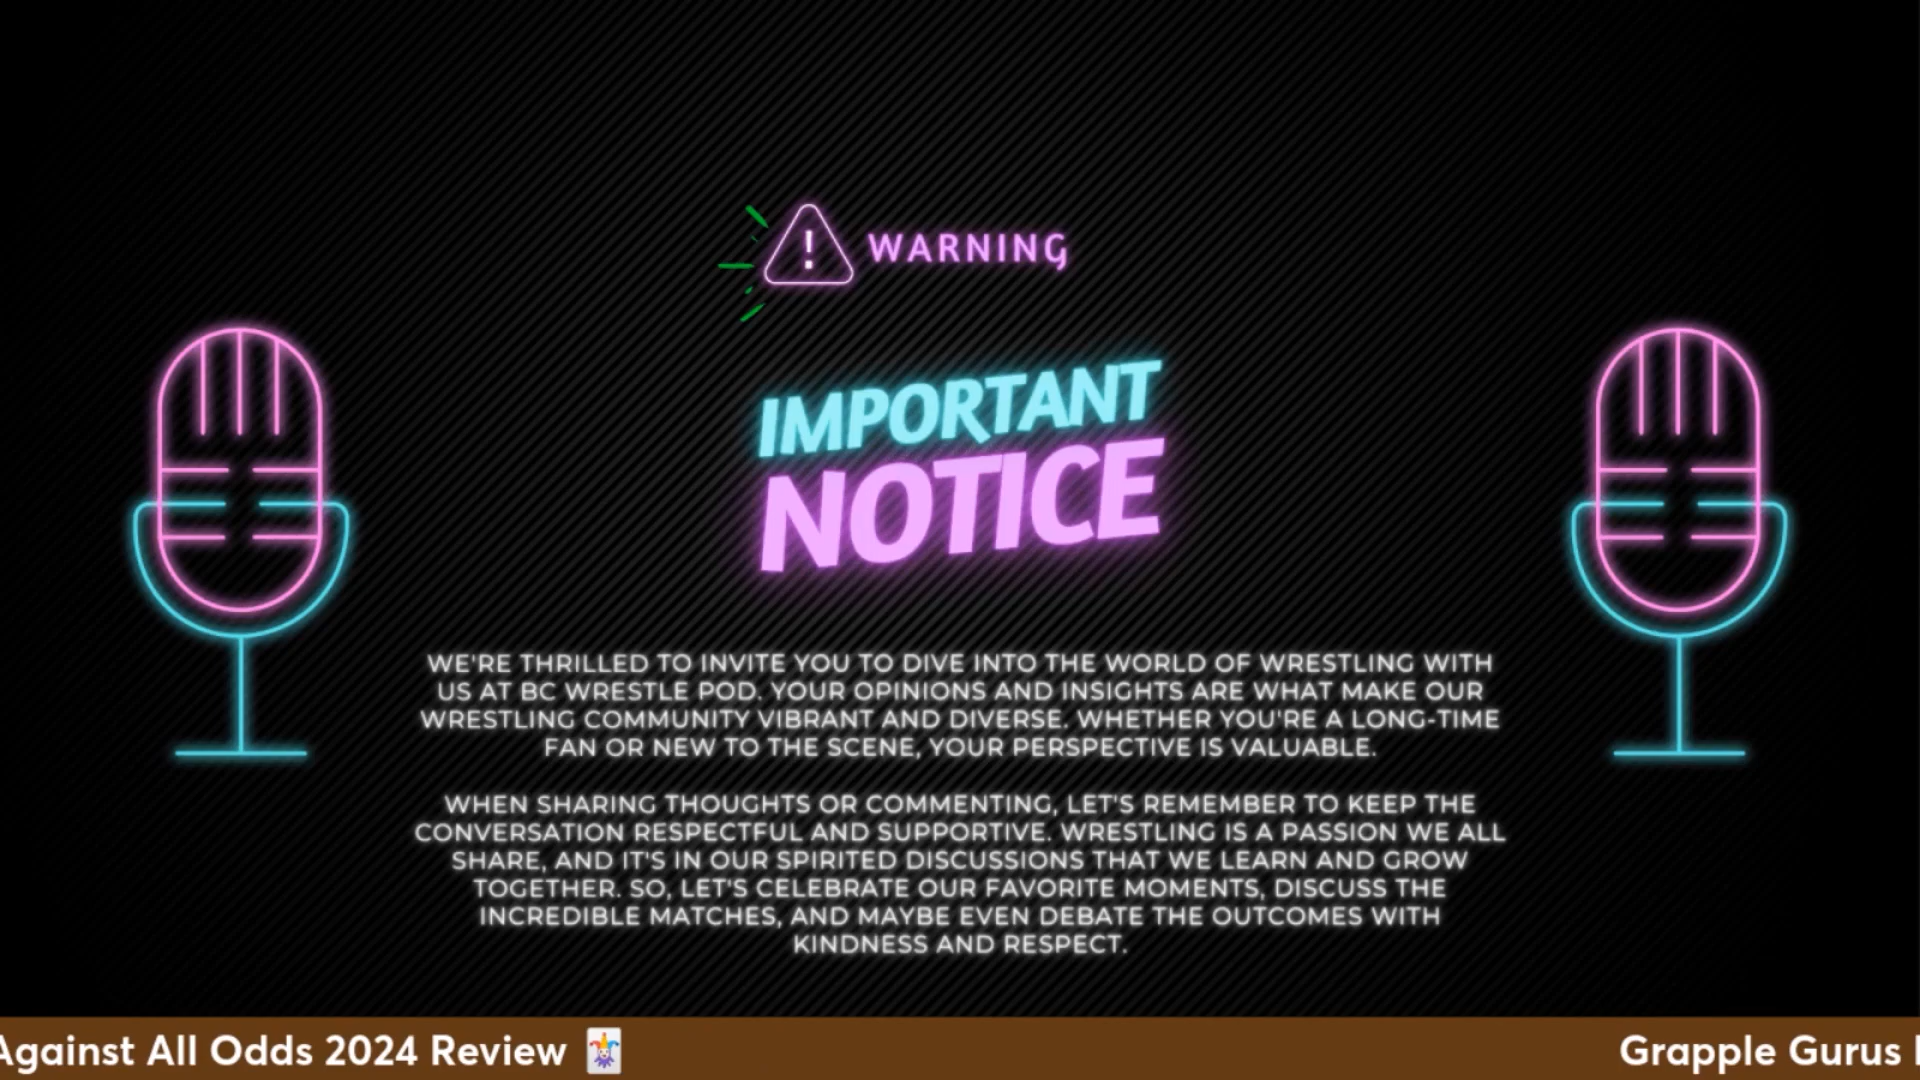 WARNING
IMPORTANT
NOTICE
WE'RE THRILLED TO INVITE YOU TO DIVE INTO THE WORLD OF WRESTLING WITH
US AT BC WRESTLE POD. YOUR OPINIONS AND INSIGHTS ARE WHAT MAKE OUR
WRESTLING COMMUNITY VIBRANT AND DIVERSE. WHETHER YOU'RE A LONG-TIME
FAN OR NEW TO THE SCENE, YOUR PERSPECTIVE IS VALUABLE.
WHEN SHARING THOUGHTS OR COMMENTING, LET'S REMEMBER TO KEEP THE
CONVERSATION RESPECTFUL AND SUPPORTIVE. WRESTLING IS A PASSION WE ALL
SHARE, AND IT'S IN OUR SPIRITED DISCUSSIONS THAT WE LEARN AND GROW
TOGETHER. SO, LET'S CELEBRATE OUR FAVORITE MOMENTS, DISCUSS THE
INCREDIBLE MATCHES, AND MAYBE EVEN DEBATE THE OUTCOMES WITH
KINDNESS AND RESPECT.
Against All Odds 2024 Review 🃏 Grapple Gurus